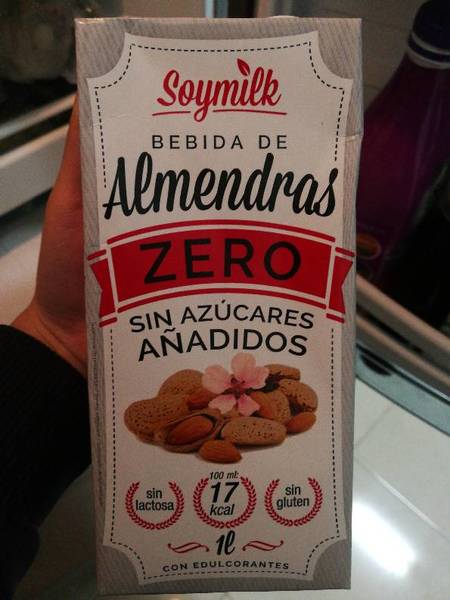 Soymilk
BEBIDA DE
Almendras
ZERO
SIN AZÚCARES
AÑADIDOS
100 ml:
17
kcal
sin
lactosa
sin
gluten
1l
CON EDULCORANTES